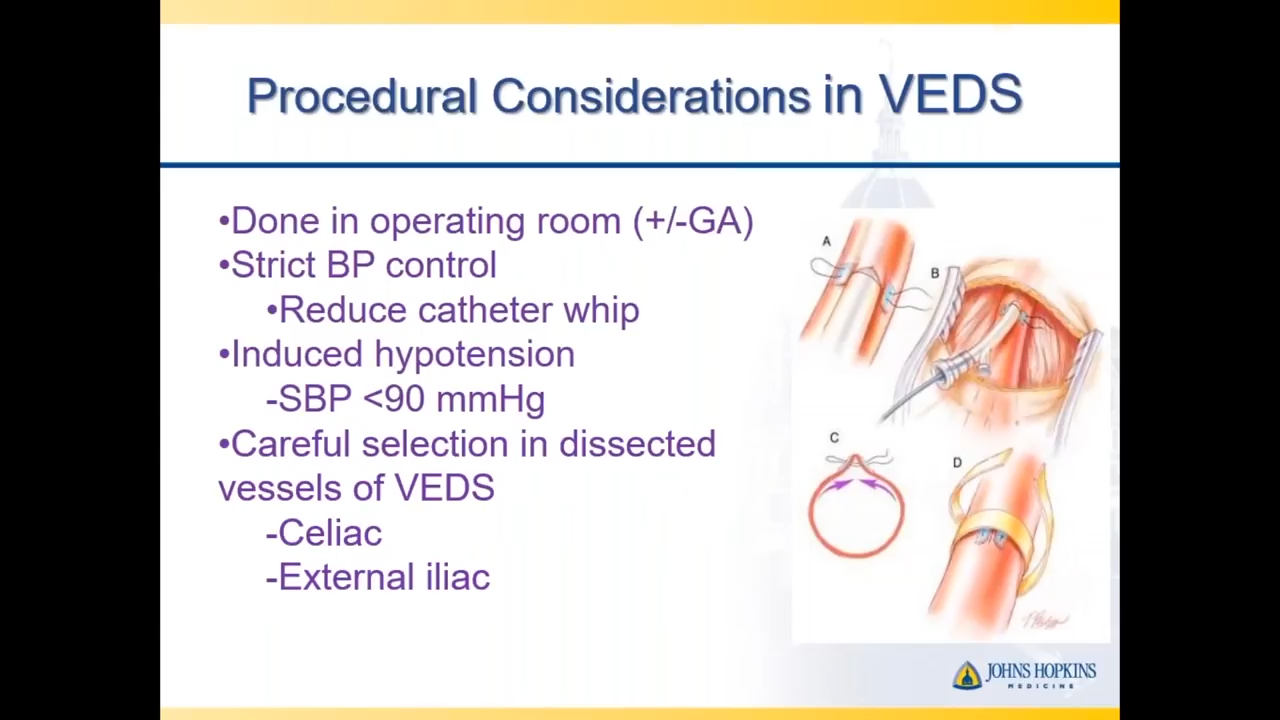 Procedural Considerations in VEDS
•Done in operating room (+/-GA)
•Strict BP control
•Reduce catheter whip
•Induced hypotension
-SBP <90 mmHg
•Careful selection in dissected
vessels of VEDS
-Celiac
-External iliac
A
B
C
D
JOHNS HOPKINS
MEDICINE